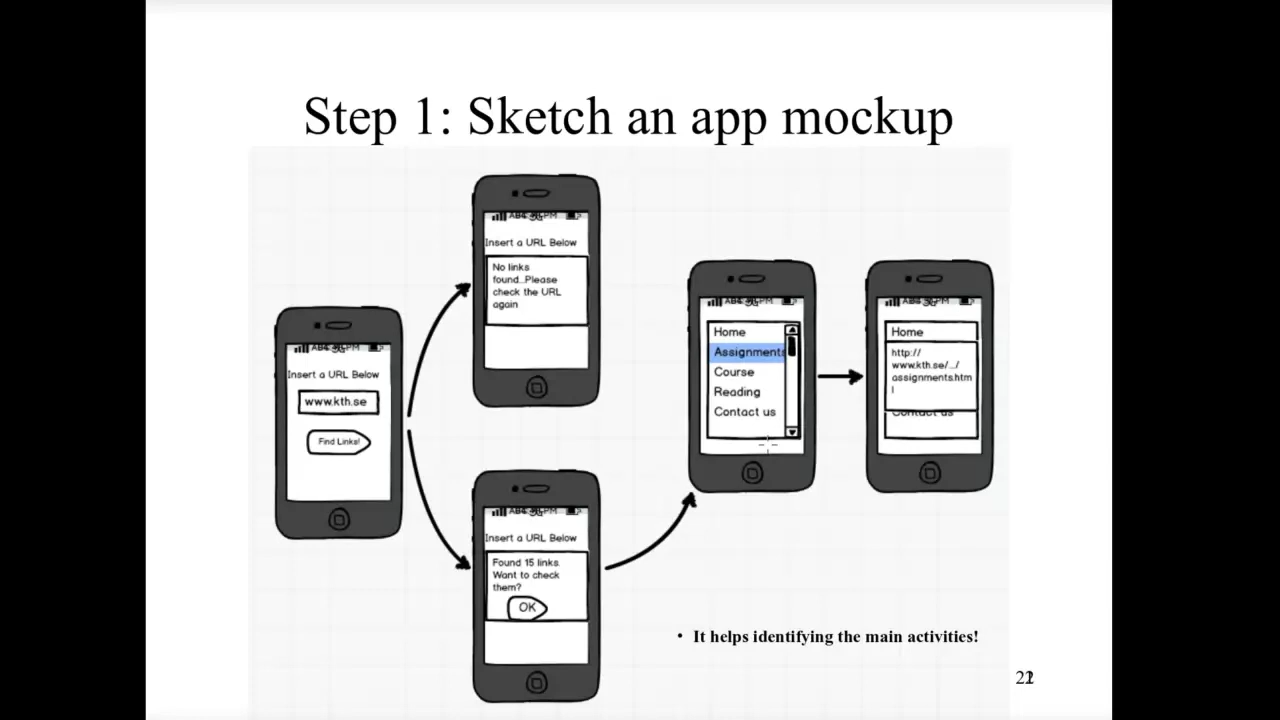 Step 1: Sketch an app mockup
Insert a URL Below
www.kth.se
Find Links!
Insert a URL Below
No links
found...Please
check the URL
again
Insert a URL Below
Found 15 links.
Want to check
them?
OK
Home
Assignments
Course
Reading
Contact us
Home
http://
www.kth.se/.../
assignments.htm
l
Contact us
• It helps identifying the main activities!